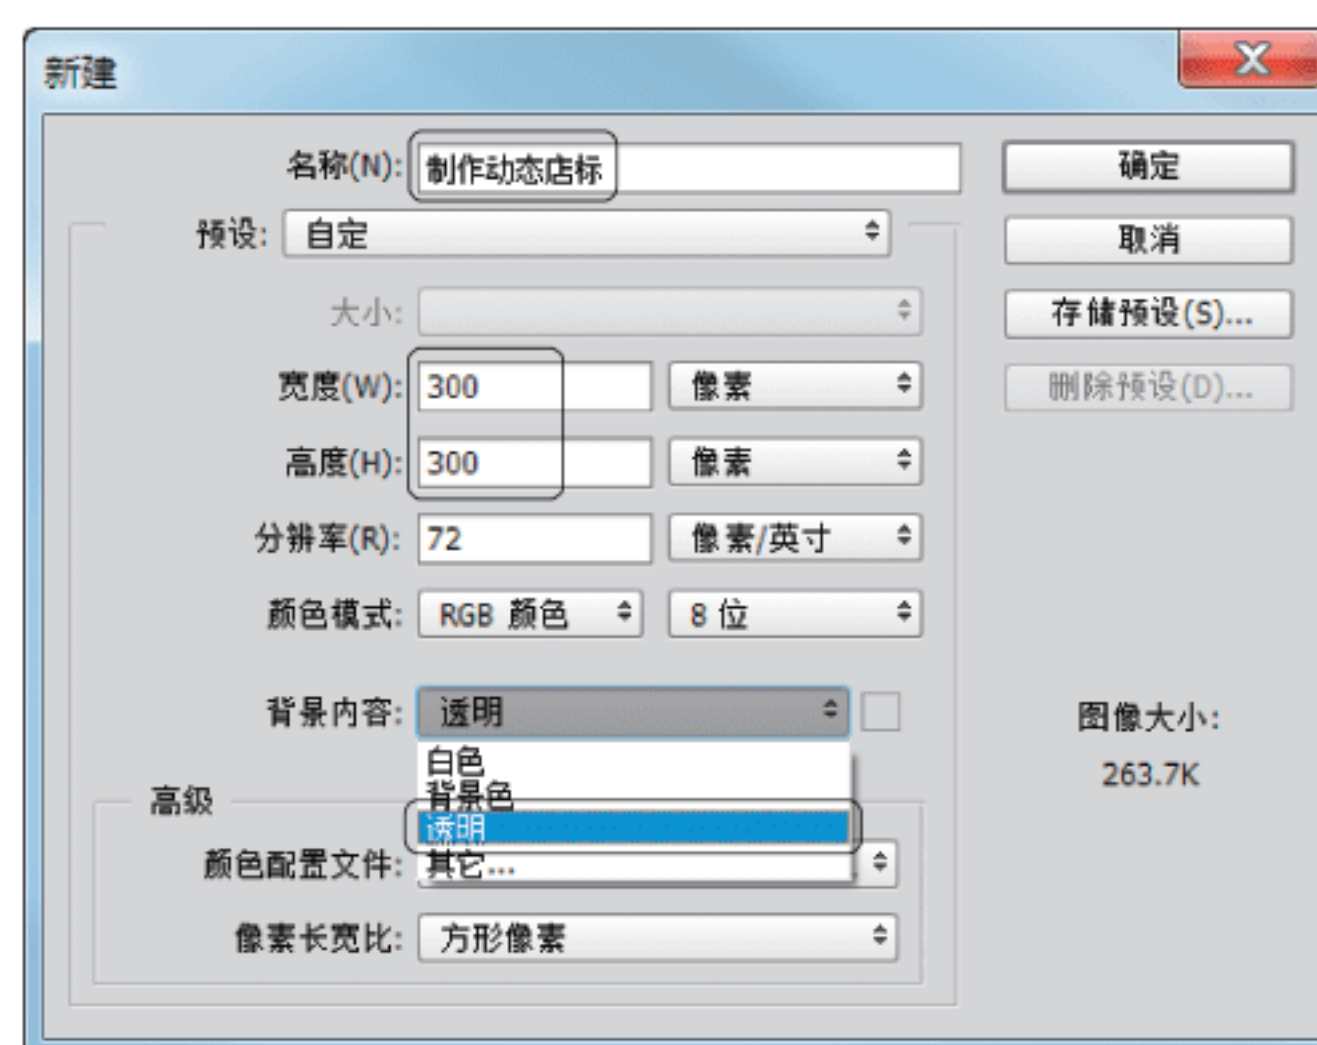 新建
名称(N): 制作动态店标
确定
预设: 自定
取消
大小:
存储预设(S)...
宽度(W): 300 像素
删除预设(D)...
高度(H): 300 像素
分辨率(R): 72 像素/英寸
颜色模式: RGB 颜色 8 位
背景内容: 透明
图像大小:
263.7K
白色
背景色
透明
其它...
高级
颜色配置文件:
像素长宽比: 方形像素